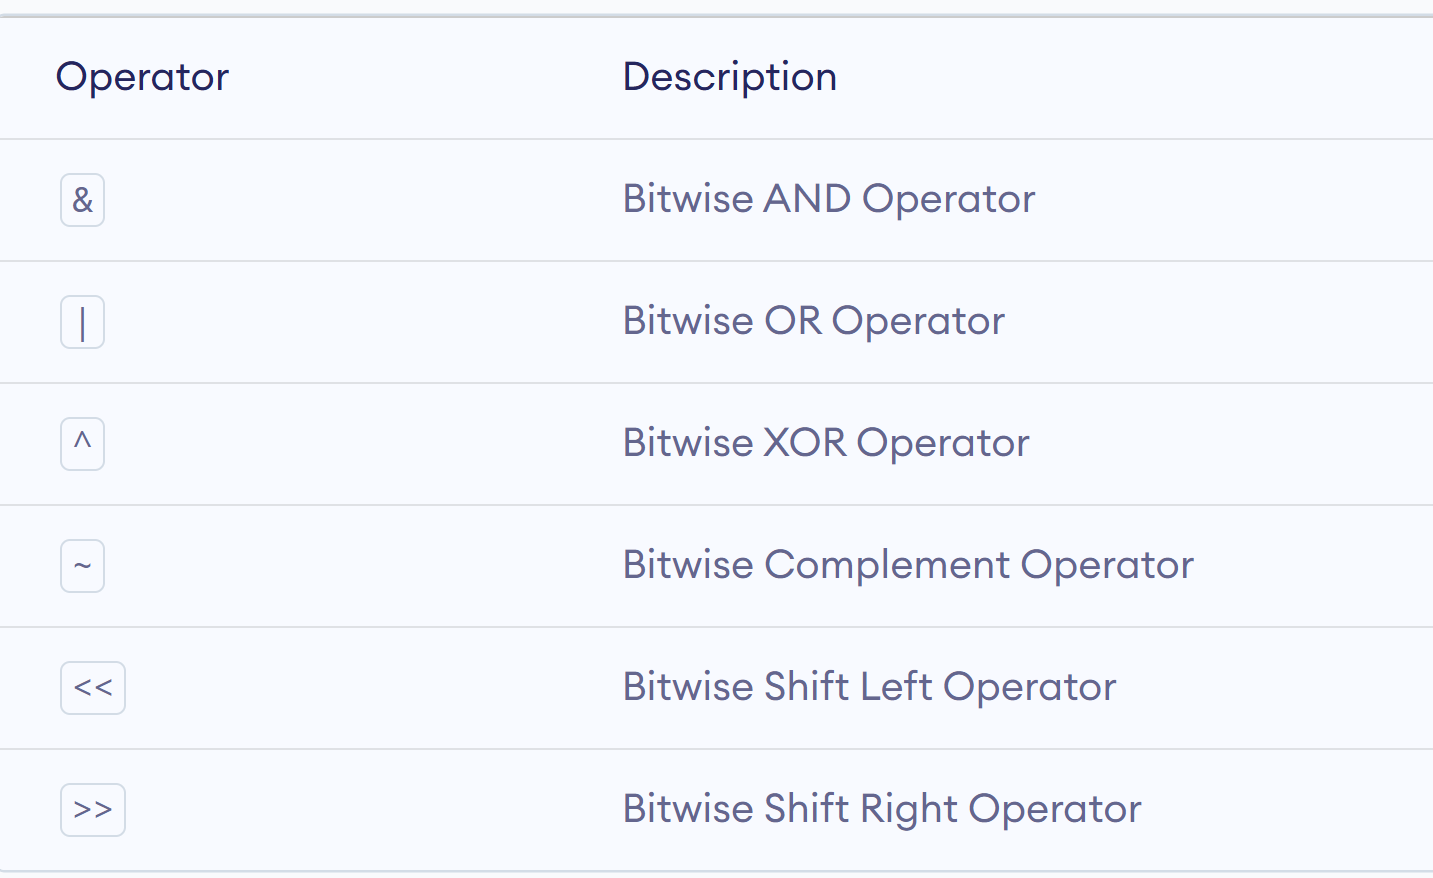 Operator Description
& Bitwise AND Operator
| Bitwise OR Operator
^ Bitwise XOR Operator
~ Bitwise Complement Operator
<< Bitwise Shift Left Operator
>> Bitwise Shift Right Operator